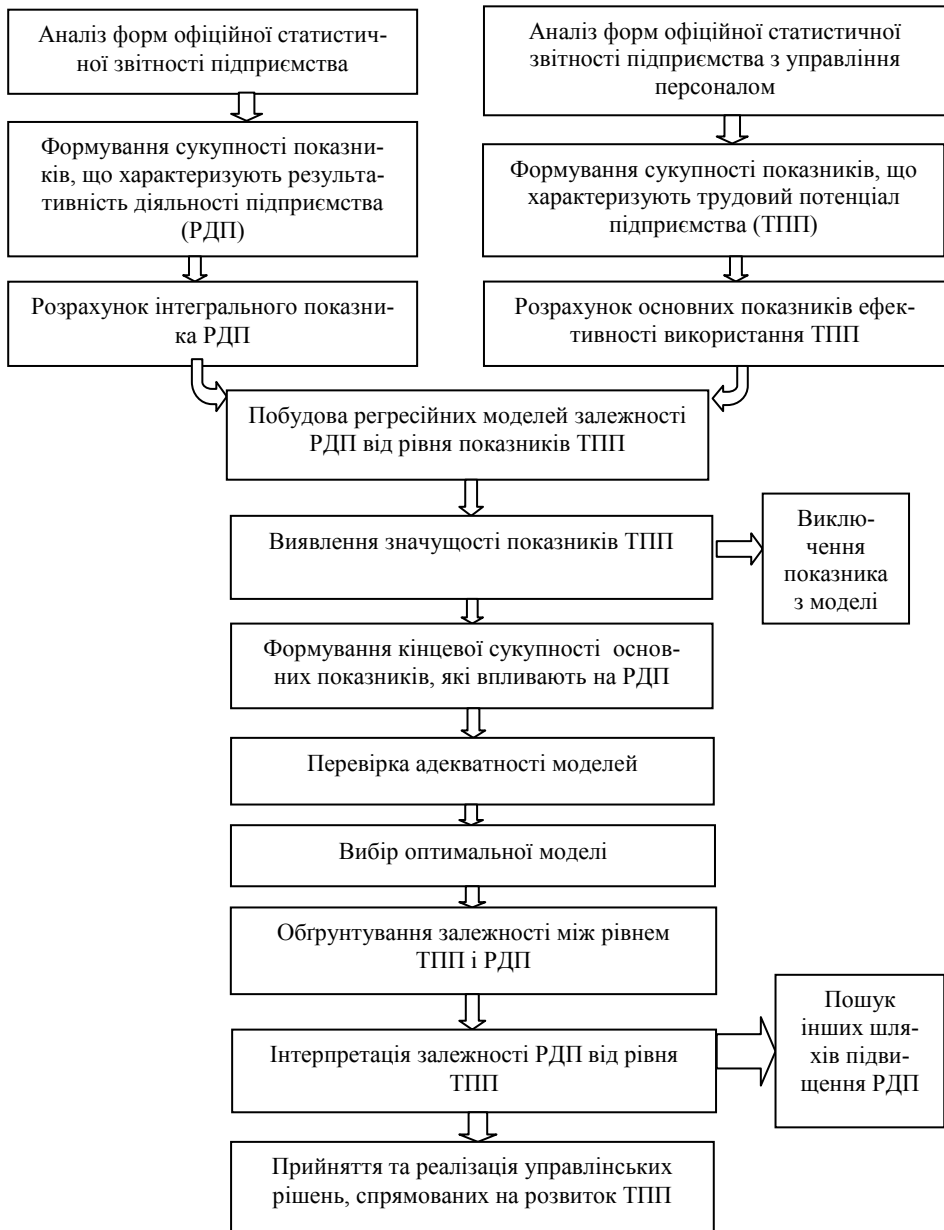 Аналіз форм офіційної статистич-
ної звітності підприємства
Аналіз форм офіційної статистичної
звітності підприємства з управління
персоналом
Формування сукупності показни-
ків, що характеризують результа-
тивність діяльності підприємства
(РДП)
Формування сукупності показників, що
характеризують трудовий потенціал
підприємства (ТПП)
Розрахунок інтегрального показни-
ка РДП
Розрахунок основних показників ефек-
тивності використання ТПП
Побудова регресійних моделей залежності
РДП від рівня показників ТПП
Виявлення значущості показників ТПП
Виклю-
чення
показника
з моделі
Формування кінцевої сукупності основ-
них показників, які впливають на РДП
Перевірка адекватності моделей
Вибір оптимальної моделі
Обґрунтування залежності між рівнем
ТПП і РДП
Інтерпретація залежності РДП від рівня
ТПП
Пошук
інших шля-
хів підви-
щення РДП
Прийняття та реалізація управлінських
рішень, спрямованих на розвиток ТПП